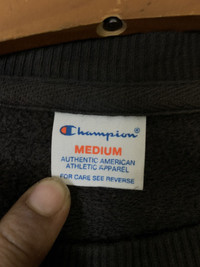 Champion®
MEDIUM
AUTHENTIC AMERICAN
ATHLETIC APPAREL
FOR CARE SEE REVERSE